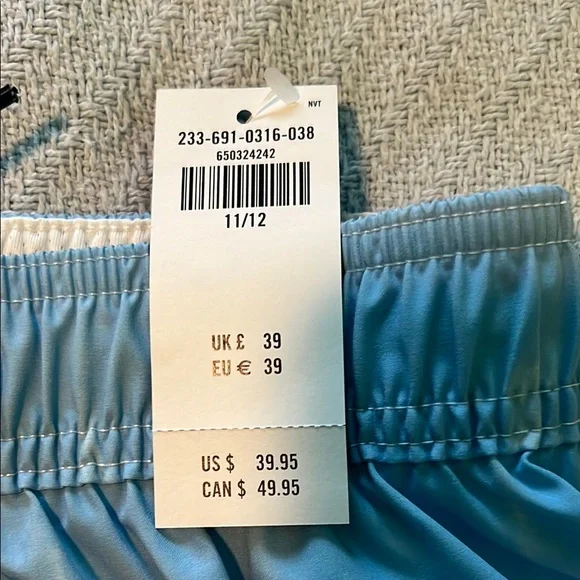 NVT
233-691-0316-038
650324242
11/12
UK £ 39
EU € 39
US $ 39.95
CAN $ 49.95